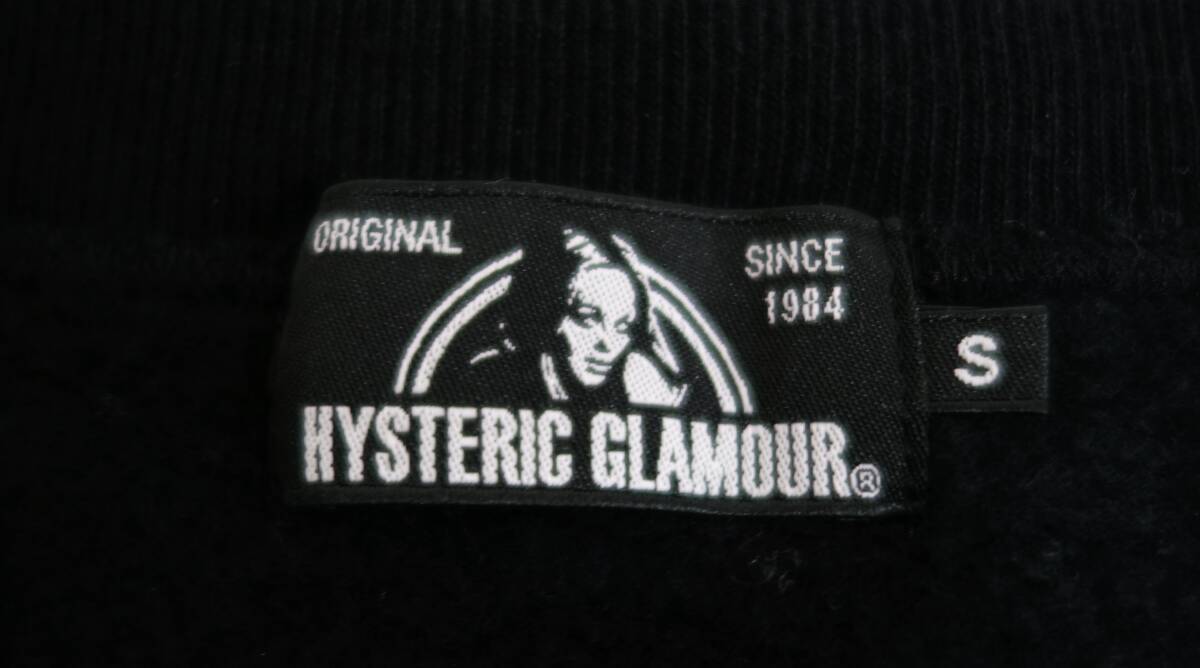 ORIGINAL
SINCE
1984
HYSTERIC GLAMOUR®
S